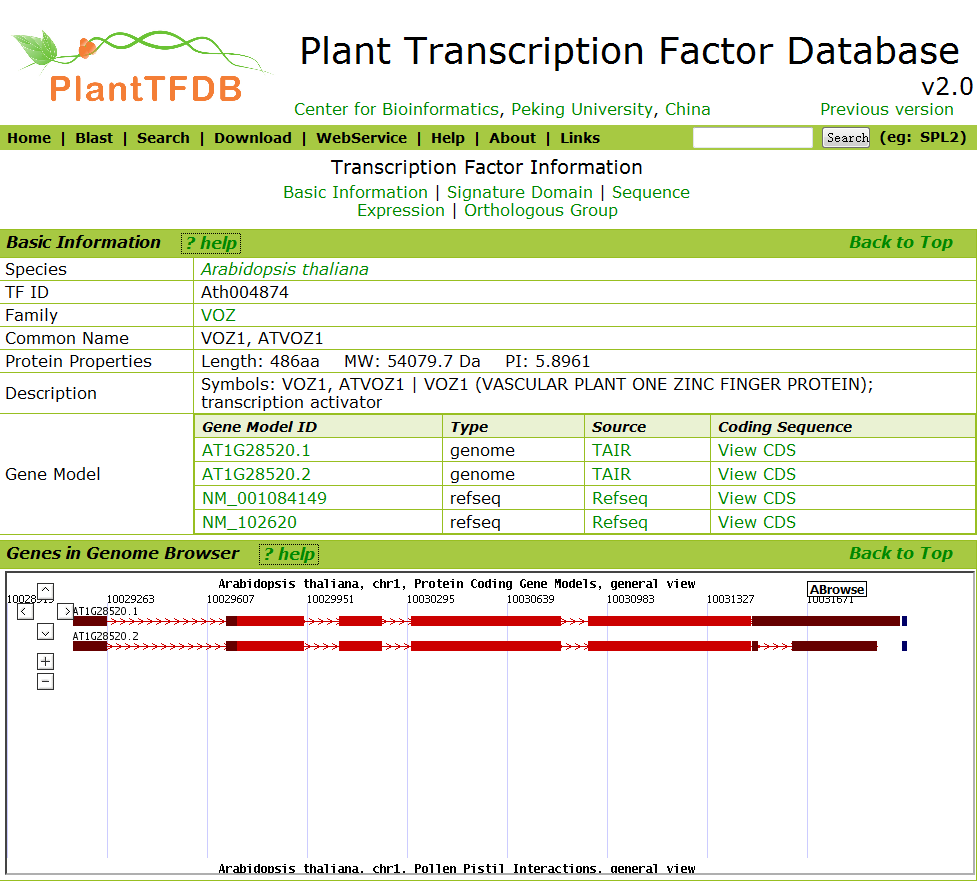 PlantTFDB
Plant Transcription Factor Database
v2.0
Center for Bioinformatics, Peking University, China
Previous version
Home | Blast | Search | Download | WebService | Help | About | Links
Search (eg: SPL2)
Transcription Factor Information
Basic Information | Signature Domain | Sequence
Expression | Orthologous Group
Basic Information ? help Back to Top
Species Arabidopsis thaliana
TF ID Ath004874
Family VOZ
Common Name VOZ1, ATVOZ1
Protein Properties Length: 486aa MW: 54079.7 Da PI: 5.8961
Description Symbols: VOZ1, ATVOZ1 | VOZ1 (VASCULAR PLANT ONE ZINC FINGER PROTEIN);
transcription activator
Gene Model
Gene Model ID Type Source Coding Sequence
AT1G28520.1 genome TAIR View CDS
AT1G28520.2 genome TAIR View CDS
NM_001084149 refseq Refseq View CDS
NM_102620 refseq Refseq View CDS
Genes in Genome Browser ? help Back to Top
Arabidopsis thaliana, chr1, Protein Coding Gene Models, general view
ABrowse
10029263 10029607 10029951 10030295 10030639 10030983 10031327 10031671
AT1G28520.1
AT1G28520.2
Arabidopsis thaliana, chr1, Pollen Pistil Interactions, general view